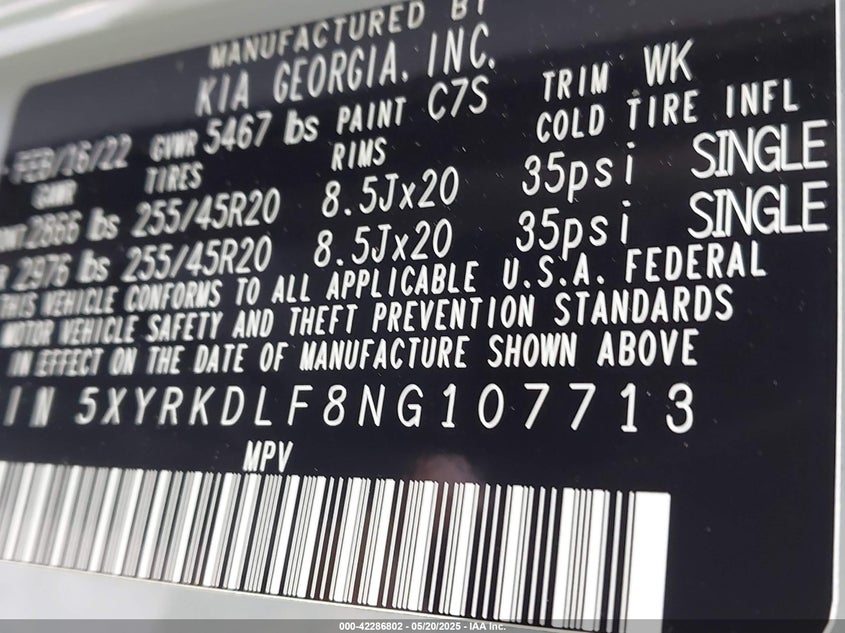 MANUFACTURED BY
KIA GEORGIA, INC.
FEB/16/22 GVWR 5467 lbs PAINT C7S TRIM WK
GAWR TIRES RIMS COLD TIRE INFL
2866 lbs 255/45R20 8.5Jx20 35psi SINGLE
R 2976 lbs 255/45R20 8.5Jx20 35psi SINGLE
THIS VEHICLE CONFORMS TO ALL APPLICABLE U.S.A. FEDERAL
MOTOR VEHICLE SAFETY AND THEFT PREVENTION STANDARDS
IN EFFECT ON THE DATE OF MANUFACTURE SHOWN ABOVE
IN 5XYRKDLF8NG107713
MPV
000-42286802 - 05/20/2025 - IAA Inc.